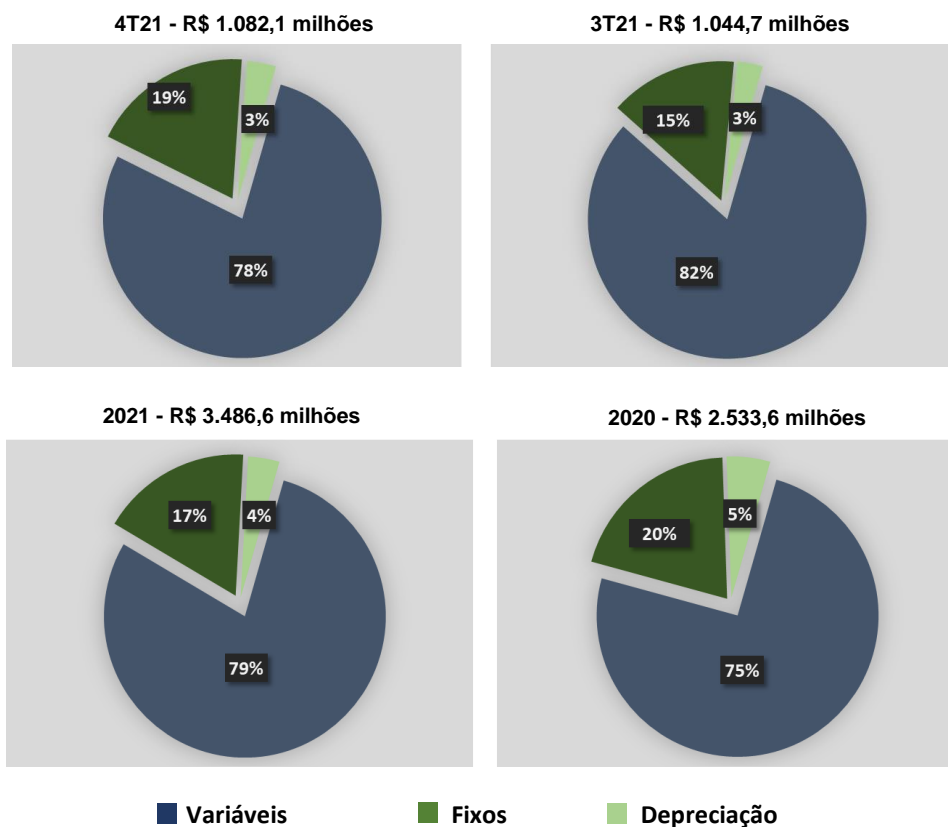 4T21 - R$ 1.082,1 milhões
3T21 - R$ 1.044,7 milhões
19%
3%
78%
15%
3%
82%
2021 - R$ 3.486,6 milhões
2020 - R$ 2.533,6 milhões
17%
4%
79%
20%
5%
75%
Variáveis Fixos Depreciação